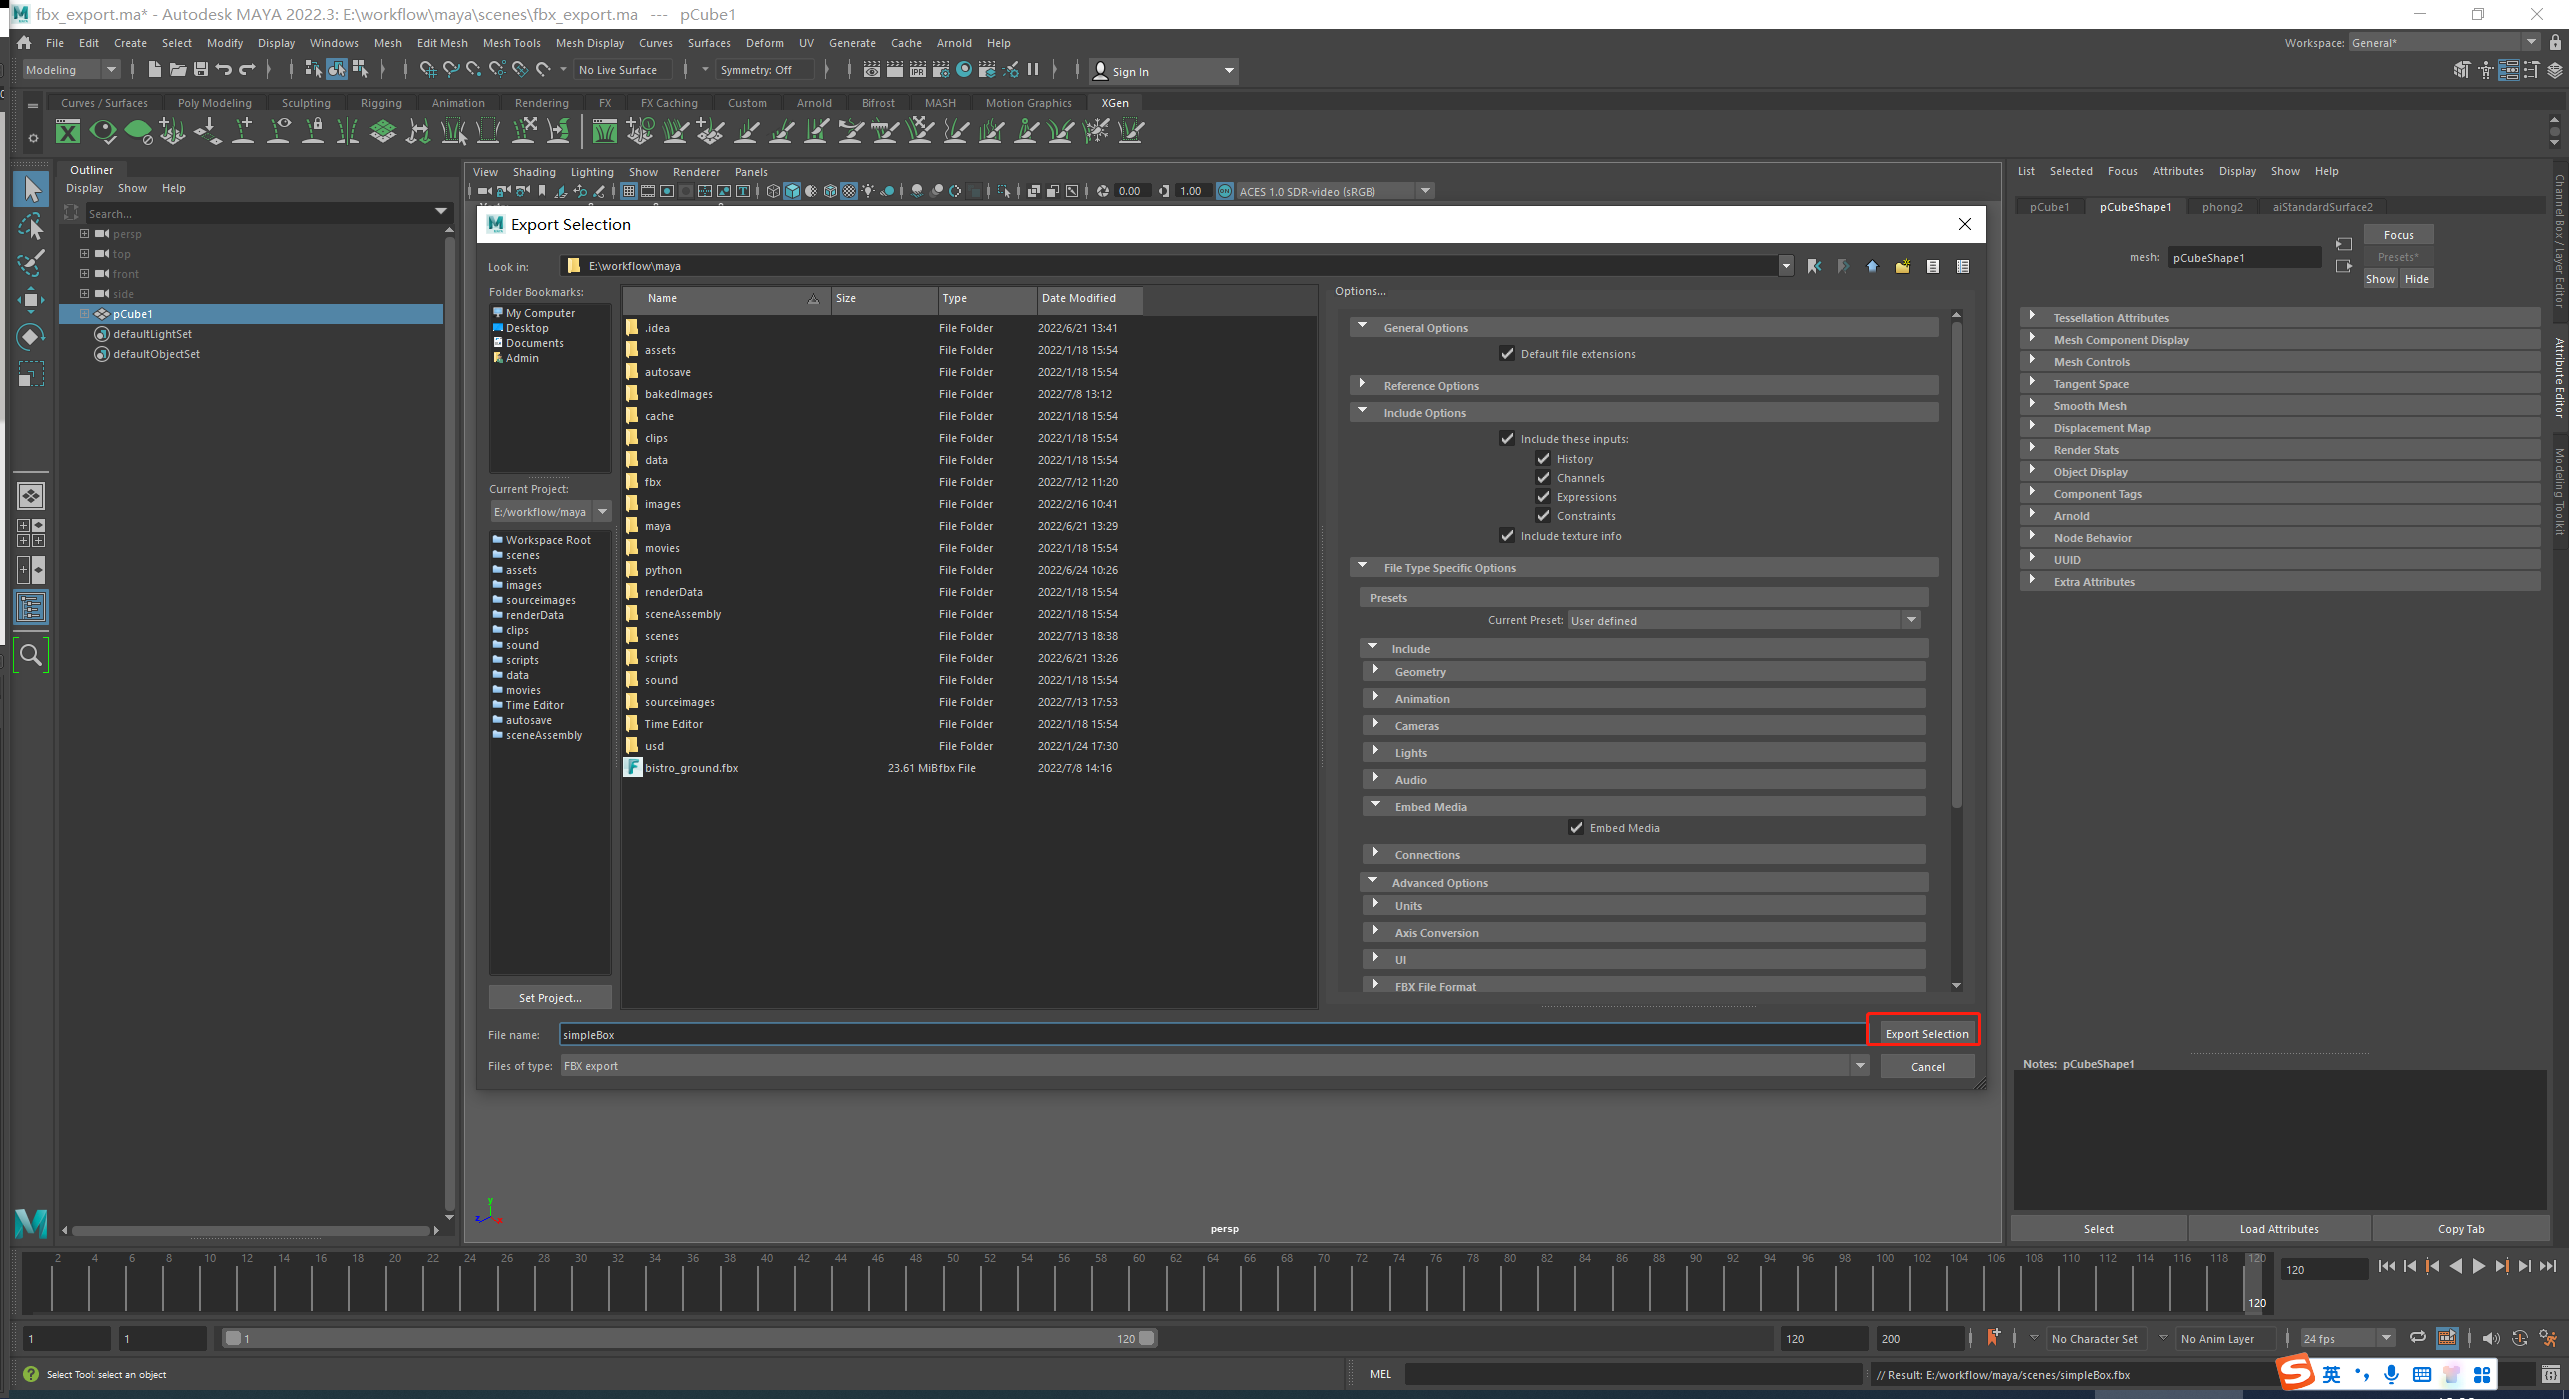 fbx_export.ma* - Autodesk MAYA 2022.3: E:\workflow\maya\scenes\fbx_export.ma --- pCube1
File Edit Create Select Modify Display Windows Mesh Edit Mesh Mesh Tools Mesh Display Curves Surfaces Deform UV Generate Cache Arnold Help
Workspace: General*
Modeling No Live Surface Symmetry: Off IPR Sign In
Curves / Surfaces Poly Modeling Sculpting Rigging Animation Rendering FX FX Caching Custom Arnold Bifrost MASH Motion Graphics XGen
Outliner
Display Show Help
Search...
persp
top
front
side
pCube1
defaultLightSet
defaultObjectSet
View Shading Lighting Show Renderer Panels
0.00 1.00 ON ACES 1.0 SDR-video (sRGB)
Export Selection
Look in: E:\workflow\maya
Folder Bookmarks:
My Computer
Desktop
Documents
Admin
Current Project:
E:/workflow/maya
Workspace Root
scenes
assets
images
sourceimages
renderData
clips
sound
scripts
data
movies
Time Editor
autosave
sceneAssembly
Set Project...
Name Size Type Date Modified
.idea File Folder 2022/6/21 13:41
assets File Folder 2022/1/18 15:54
autosave File Folder 2022/1/18 15:54
bakedImages File Folder 2022/7/8 13:12
cache File Folder 2022/1/18 15:54
clips File Folder 2022/1/18 15:54
data File Folder 2022/1/18 15:54
fbx File Folder 2022/7/12 11:20
images File Folder 2022/2/16 10:41
maya File Folder 2022/6/21 13:29
movies File Folder 2022/1/18 15:54
python File Folder 2022/6/24 10:26
renderData File Folder 2022/1/18 15:54
sceneAssembly File Folder 2022/1/18 15:54
scenes File Folder 2022/7/13 18:38
scripts File Folder 2022/6/21 13:26
sound File Folder 2022/1/18 15:54
sourceimages File Folder 2022/7/13 17:53
Time Editor File Folder 2022/1/18 15:54
usd File Folder 2022/1/24 17:30
bistro_ground.fbx 23.61 MiB fbx File 2022/7/8 14:16
Options...
General Options
Default file extensions
Reference Options
Include Options
Include these inputs:
History
Channels
Expressions
Constraints
Include texture info
File Type Specific Options
Presets
Current Preset: User defined
Include
Geometry
Animation
Cameras
Lights
Audio
Embed Media
Embed Media
Connections
Advanced Options
Units
Axis Conversion
UI
FBX File Format
File name: simpleBox Export Selection
Files of type: FBX export Cancel
y
z x
persp
List Selected Focus Attributes Display Show Help
pCube1 pCubeShape1 phong2 aiStandardSurface2
mesh: pCubeShape1
Focus
Presets*
Show Hide
Tessellation Attributes
Mesh Component Display
Mesh Controls
Tangent Space
Smooth Mesh
Displacement Map
Render Stats
Object Display
Component Tags
Arnold
Node Behavior
UUID
Extra Attributes
Notes: pCubeShape1
Select Load Attributes Copy Tab
Channel Box / Layer Editor
Attribute Editor
Modeling Toolkit
2 4 6 8 10 12 14 16 18 20 22 24 26 28 30 32 34 36 38 40 42 44 46 48 50 52 54 56 58 60 62 64 66 68 70 72 74 76 78 80 82 84 86 88 90 92 94 96 98 100 102 104 106 108 110 112 114 116 118 120
120
120
1 1 1 120 120 200 No Character Set No Anim Layer 24 fps
Select Tool: select an object
MEL
// Result: E:/workflow/maya/scenes/simpleBox.fbx
英